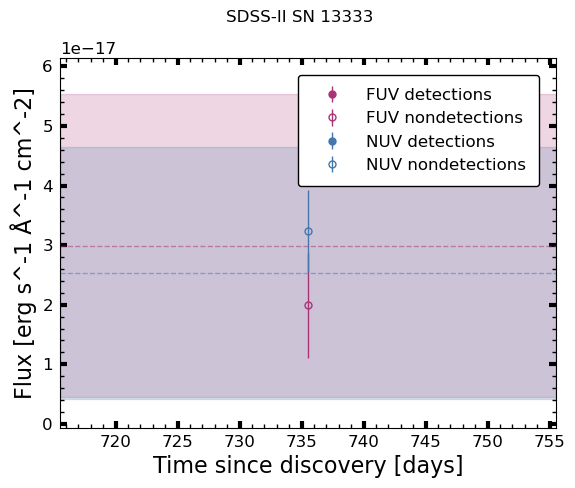 SDSS-II SN 13333
1e−17
6
5
4
3
2
1
0
Flux [erg s^-1 Å^-1 cm^-2]
FUV detections
FUV nondetections
NUV detections
NUV nondetections
720 725 730 735 740 745 750 755
Time since discovery [days]